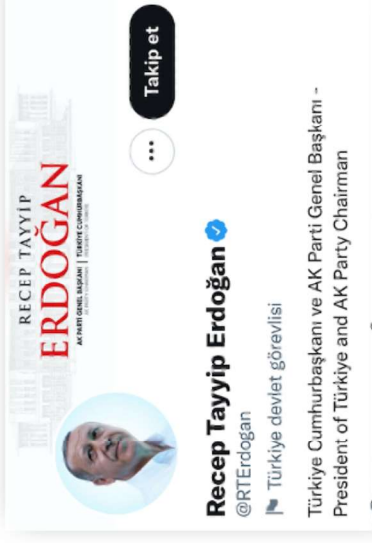 RECEP TAYYİP
ERDOĞAN
AK PARTİ GENEL BAŞKANI | TÜRKİYE CUMHURBAŞKANI
Takip et
Recep Tayyip Erdoğan
@RTErdogan
Türkiye devlet görevlisi
Türkiye Cumhurbaşkanı ve AK Parti Genel Başkanı -
President of Türkiye and AK Party Chairman